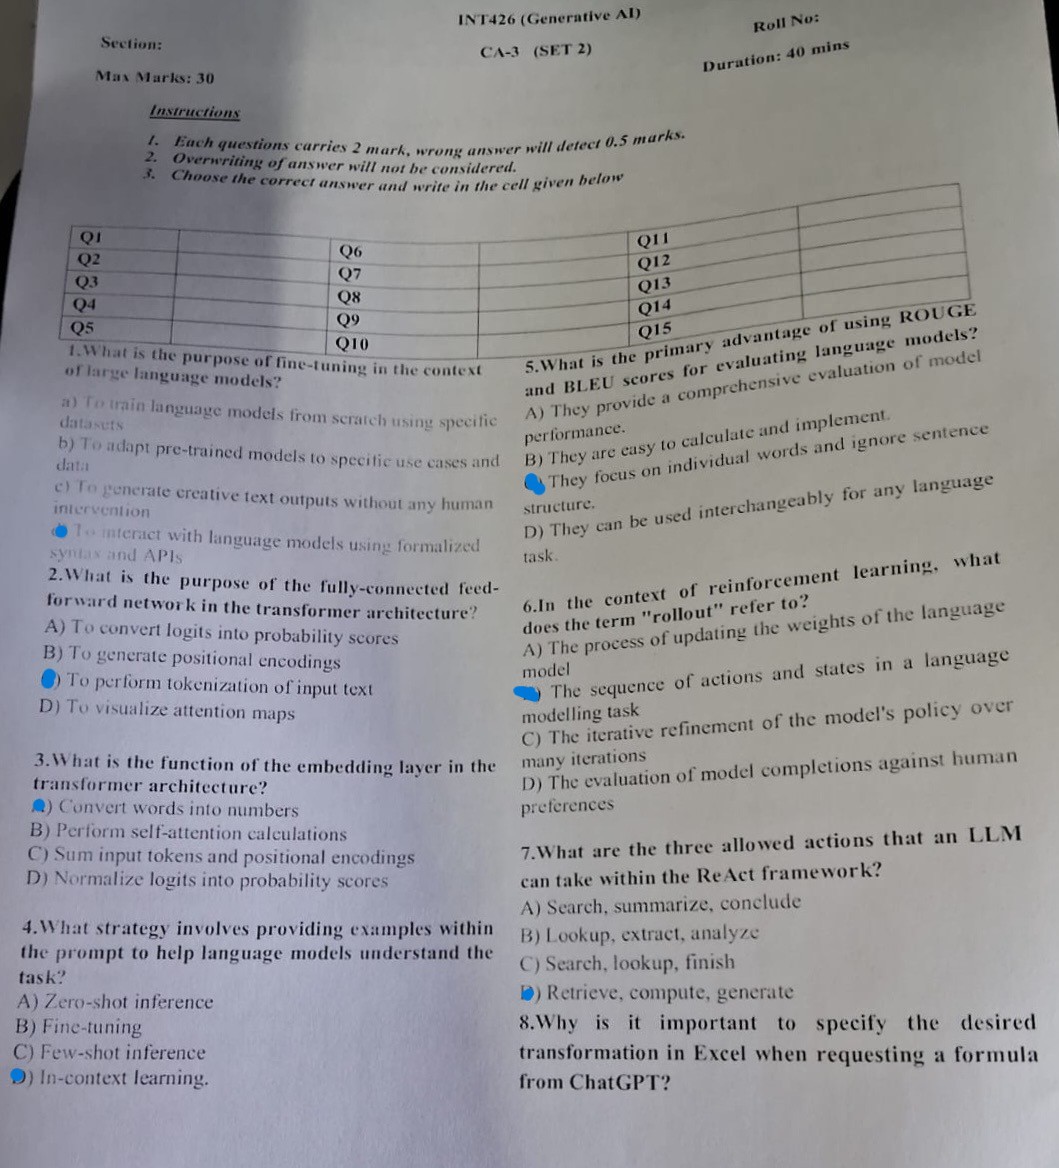 INT426 (Generative AI)
Roll No:
Section:
CA-3 (SET 2)
Duration: 40 mins
Max Marks: 30
Instructions
1. Each questions carries 2 mark, wrong answer will detect 0.5 marks.
2. Overwriting of answer will not be considered.
3. Choose the correct answer and write in the cell given below
Q1 Q6 Q11
Q2 Q7 Q12
Q3 Q8 Q13
Q4 Q9 Q14
Q5 Q10 Q15
1.What is the purpose of fine-tuning in the context
of large language models?
a) To train language models from scratch using specific
datasets
b) To adapt pre-trained models to specific use cases and
data
c) To generate creative text outputs without any human
intervention
To interact with language models using formalized
syntax and APIs
2.What is the purpose of the fully-connected feed-
forward network in the transformer architecture?
A) To convert logits into probability scores
B) To generate positional encodings
) To perform tokenization of input text
D) To visualize attention maps
3.What is the function of the embedding layer in the
transformer architecture?
) Convert words into numbers
B) Perform self-attention calculations
C) Sum input tokens and positional encodings
D) Normalize logits into probability scores
4.What strategy involves providing examples within
the prompt to help language models understand the
task?
A) Zero-shot inference
B) Fine-tuning
C) Few-shot inference
D) In-context learning.
5.What is the primary advantage of using ROUGE
and BLEU scores for evaluating language models?
A) They provide a comprehensive evaluation of model
performance.
B) They are easy to calculate and implement.
) They focus on individual words and ignore sentence
structure.
D) They can be used interchangeably for any language
task.
6.In the context of reinforcement learning, what
does the term "rollout" refer to?
A) The process of updating the weights of the language
model
) The sequence of actions and states in a language
modelling task
C) The iterative refinement of the model's policy over
many iterations
D) The evaluation of model completions against human
preferences
7.What are the three allowed actions that an LLM
can take within the ReAct framework?
A) Search, summarize, conclude
B) Lookup, extract, analyze
C) Search, lookup, finish
D) Retrieve, compute, generate
8.Why is it important to specify the desired
transformation in Excel when requesting a formula
from ChatGPT?